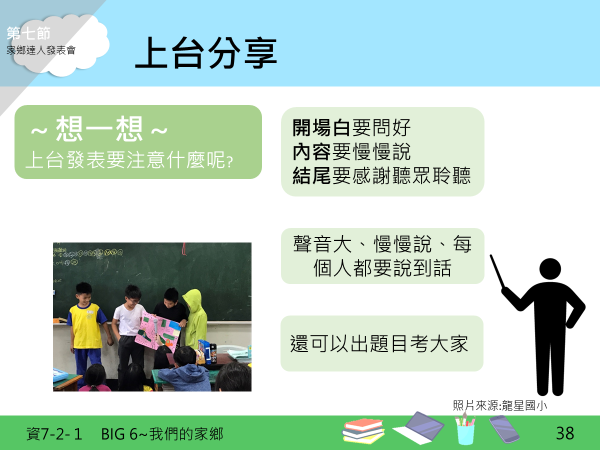 第七節
家鄉達人發表會
上台分享
～想一想～
上台發表要注意什麼呢?
開場白要問好
內容要慢慢說
結尾要感謝聽眾聆聽
聲音大、慢慢說、每
個人都要說到話
還可以出題目考大家
照片來源:龍星國小
資7-2-1 BIG 6~我們的家鄉
38